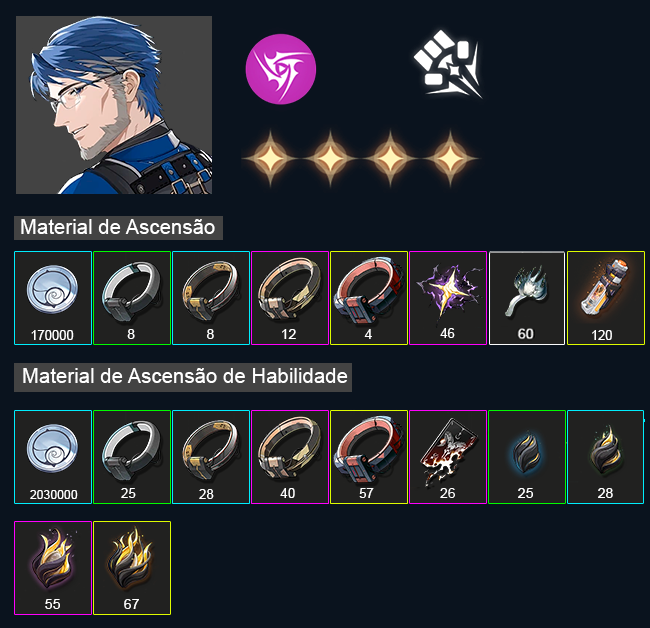 Material de Ascensão
170000 8 8 12 4 46 60 120
Material de Ascensão de Habilidade
2030000 25 28 40 57 26 25 28
55 67